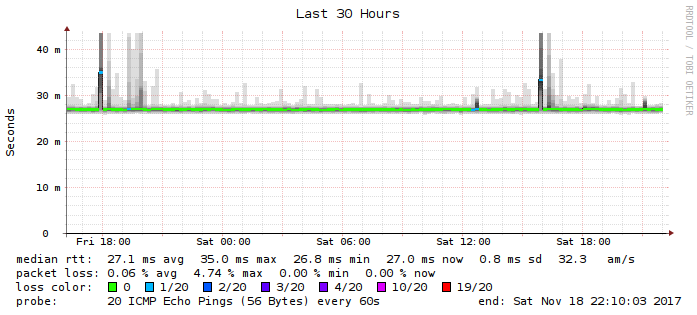 Last 30 Hours
RRDTOOL / TOBI OETIKER
Seconds
40 m
30 m
20 m
10 m
0
Fri 18:00 Sat 00:00 Sat 06:00 Sat 12:00 Sat 18:00
median rtt: 27.1 ms avg 35.0 ms max 26.8 ms min 27.0 ms now 0.8 ms sd 32.3 am/s
packet loss: 0.06 % avg 4.74 % max 0.00 % min 0.00 % now
loss color: 0 1/20 2/20 3/20 4/20 10/20 19/20
probe: 20 ICMP Echo Pings (56 Bytes) every 60s end: Sat Nov 18 22:10:03 2017